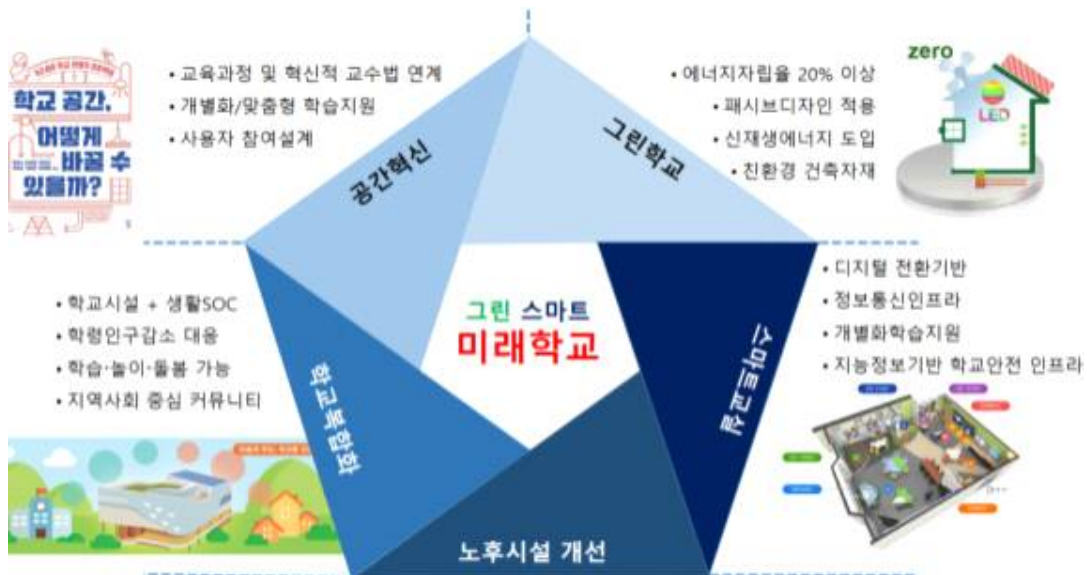 학교 공간,
어떻게
바꿀 수
있을까?
• 교육과정 및 혁신적 교수법 연계
• 개별화/맞춤형 학습지원
• 사용자 참여설계
공간혁신
그린학교
• 에너지자립율 20% 이상
• 패시브디자인 적용
• 신재생에너지 도입
• 친환경 건축자재
zero
LED
• 학교시설 + 생활SOC
• 학령인구감소 대응
• 학습·놀이·돌봄 가능
• 지역사회 중심 커뮤니티
학교복합화
그린 스마트
미래학교
스마트교실
• 디지털 전환기반
• 정보통신인프라
• 개별화학습지원
• 지능정보기반 학교안전 인프라
노후시설 개선